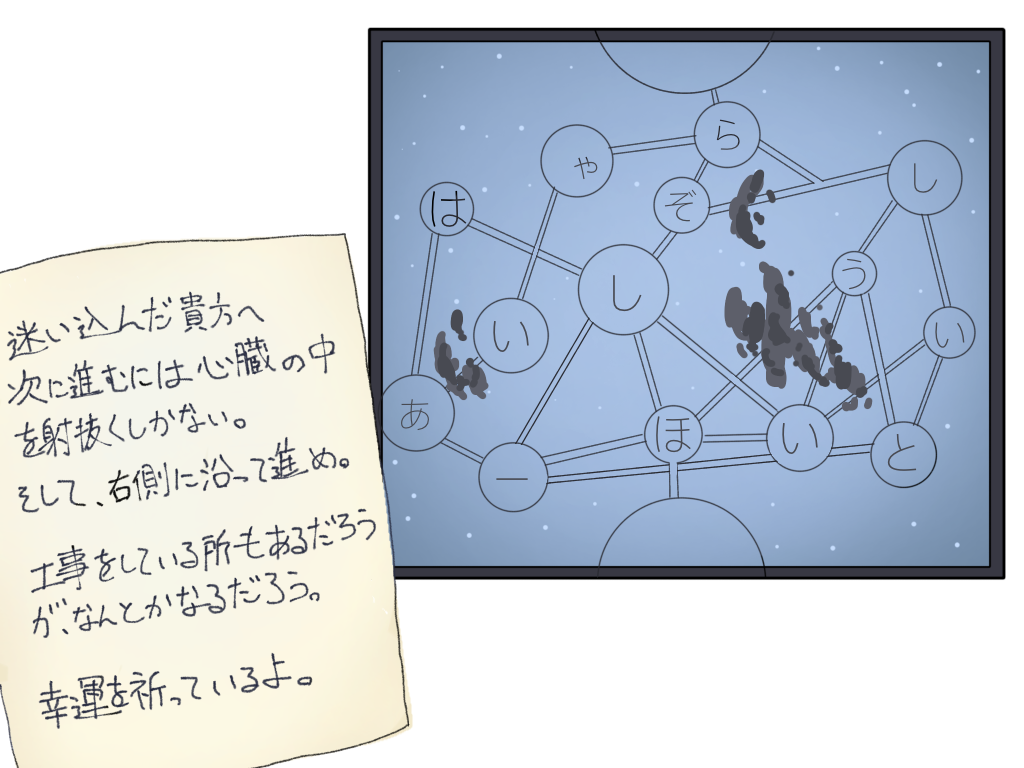 迷い込んだ貴方へ
次に進むには心臓の中
を射抜くしかない。
そして、右側に沿って進め。
工事をしている所もあるだろう
が、なんとかなるだろう。
幸運を祈っているよ。
ら
ゃ
し
は
ぞ
う
し
い
い
あ
ほ
い
と
ー